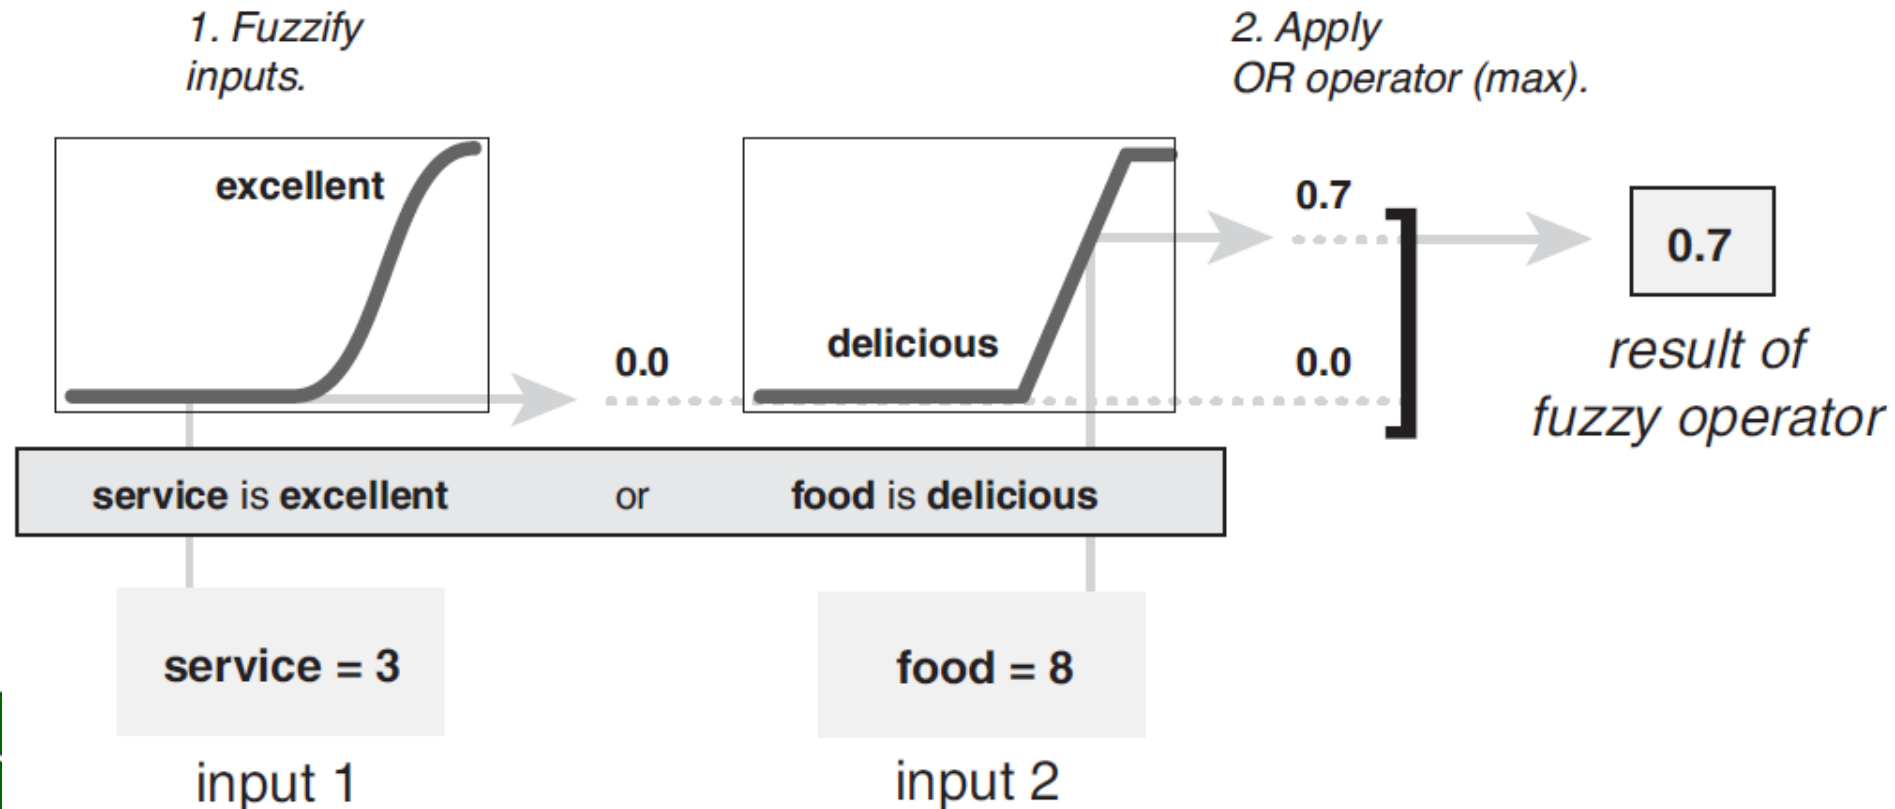 1. Fuzzify
inputs.
2. Apply
OR operator (max).
excellent
0.0
delicious
0.7
0.0
0.7
result of
fuzzy operator
service is excellent or food is delicious
service = 3
food = 8
input 1
input 2